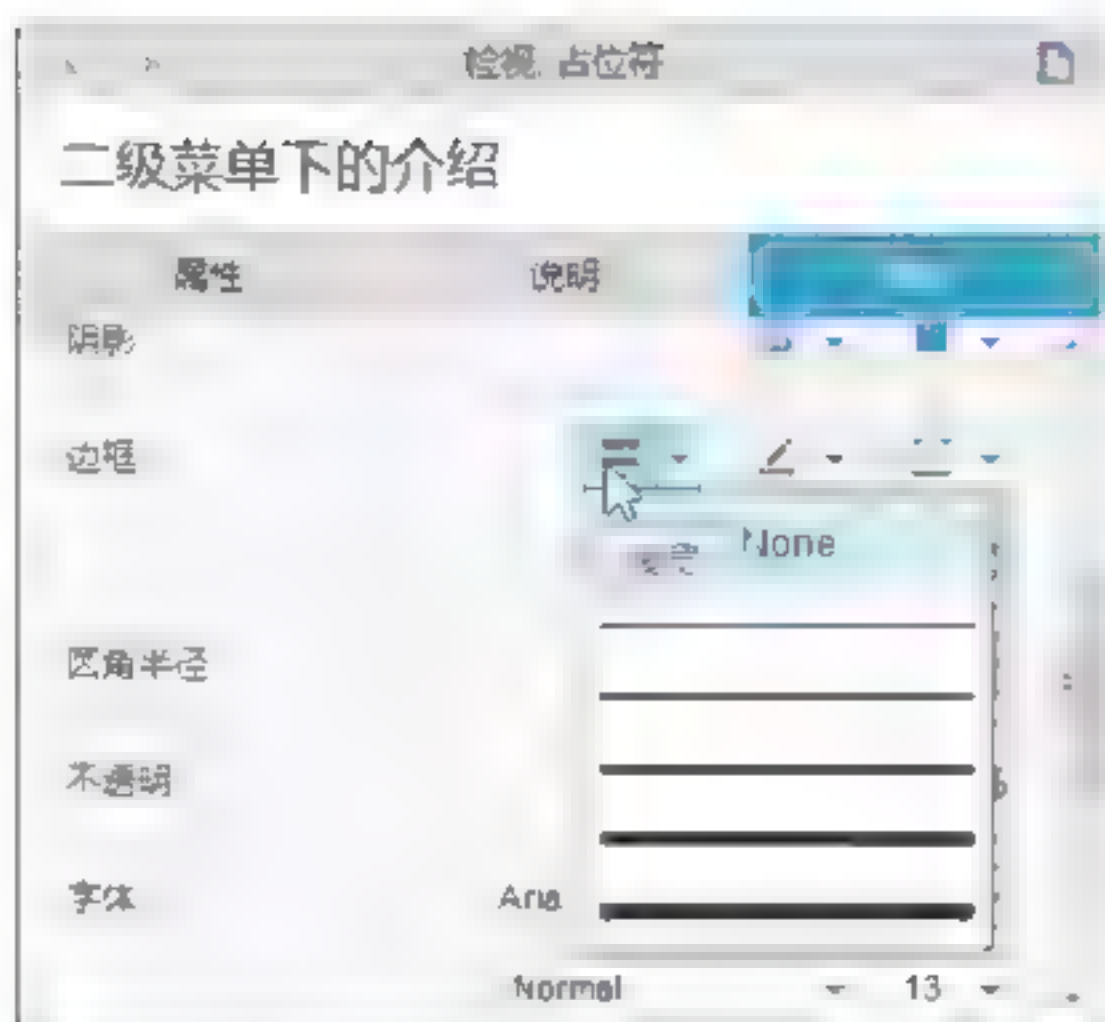 检视: 占位符
二级菜单下的介绍
属性 说明
阴影
边框
None
圆角半径
不透明
字体 Aria
Normal 13